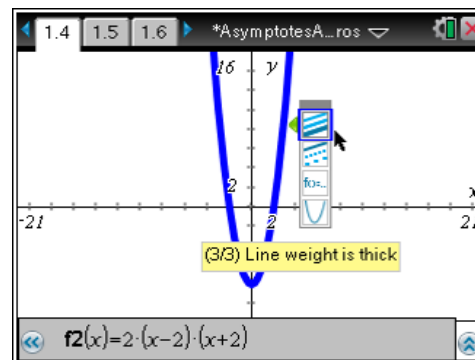 1.4 1.5 1.6 *AsymptotesA...ros
16 y
fo=..
2
x
-21 2 21
(3/3) Line weight is thick
f2(x)=2·(x−2)·(x+2)